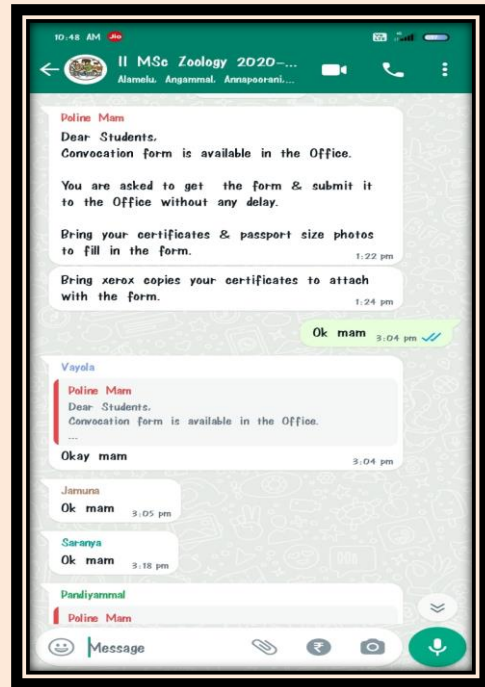 10:48 AM Jio
II MSc Zoology 2020-...
Alamelu, Angammal, Annapoorani,...
Poline Mam
Dear Students,
Convocation form is available in the Office.
You are asked to get the form & submit it
to the Office without any delay.
Bring your certificates & passport size photos
to fill in the form.
1:22 pm
Bring xerox copies your certificates to attach
with the form.
1:24 pm
Ok mam 3:04 pm
Vayola
Poline Mam
Dear Students,
Convocation form is available in the Office.
...
Okay mam
3:04 pm
Jamuna
Ok mam 3:05 pm
Saranya
Ok mam 3:18 pm
Pandiyammal
Poline Mam
Message